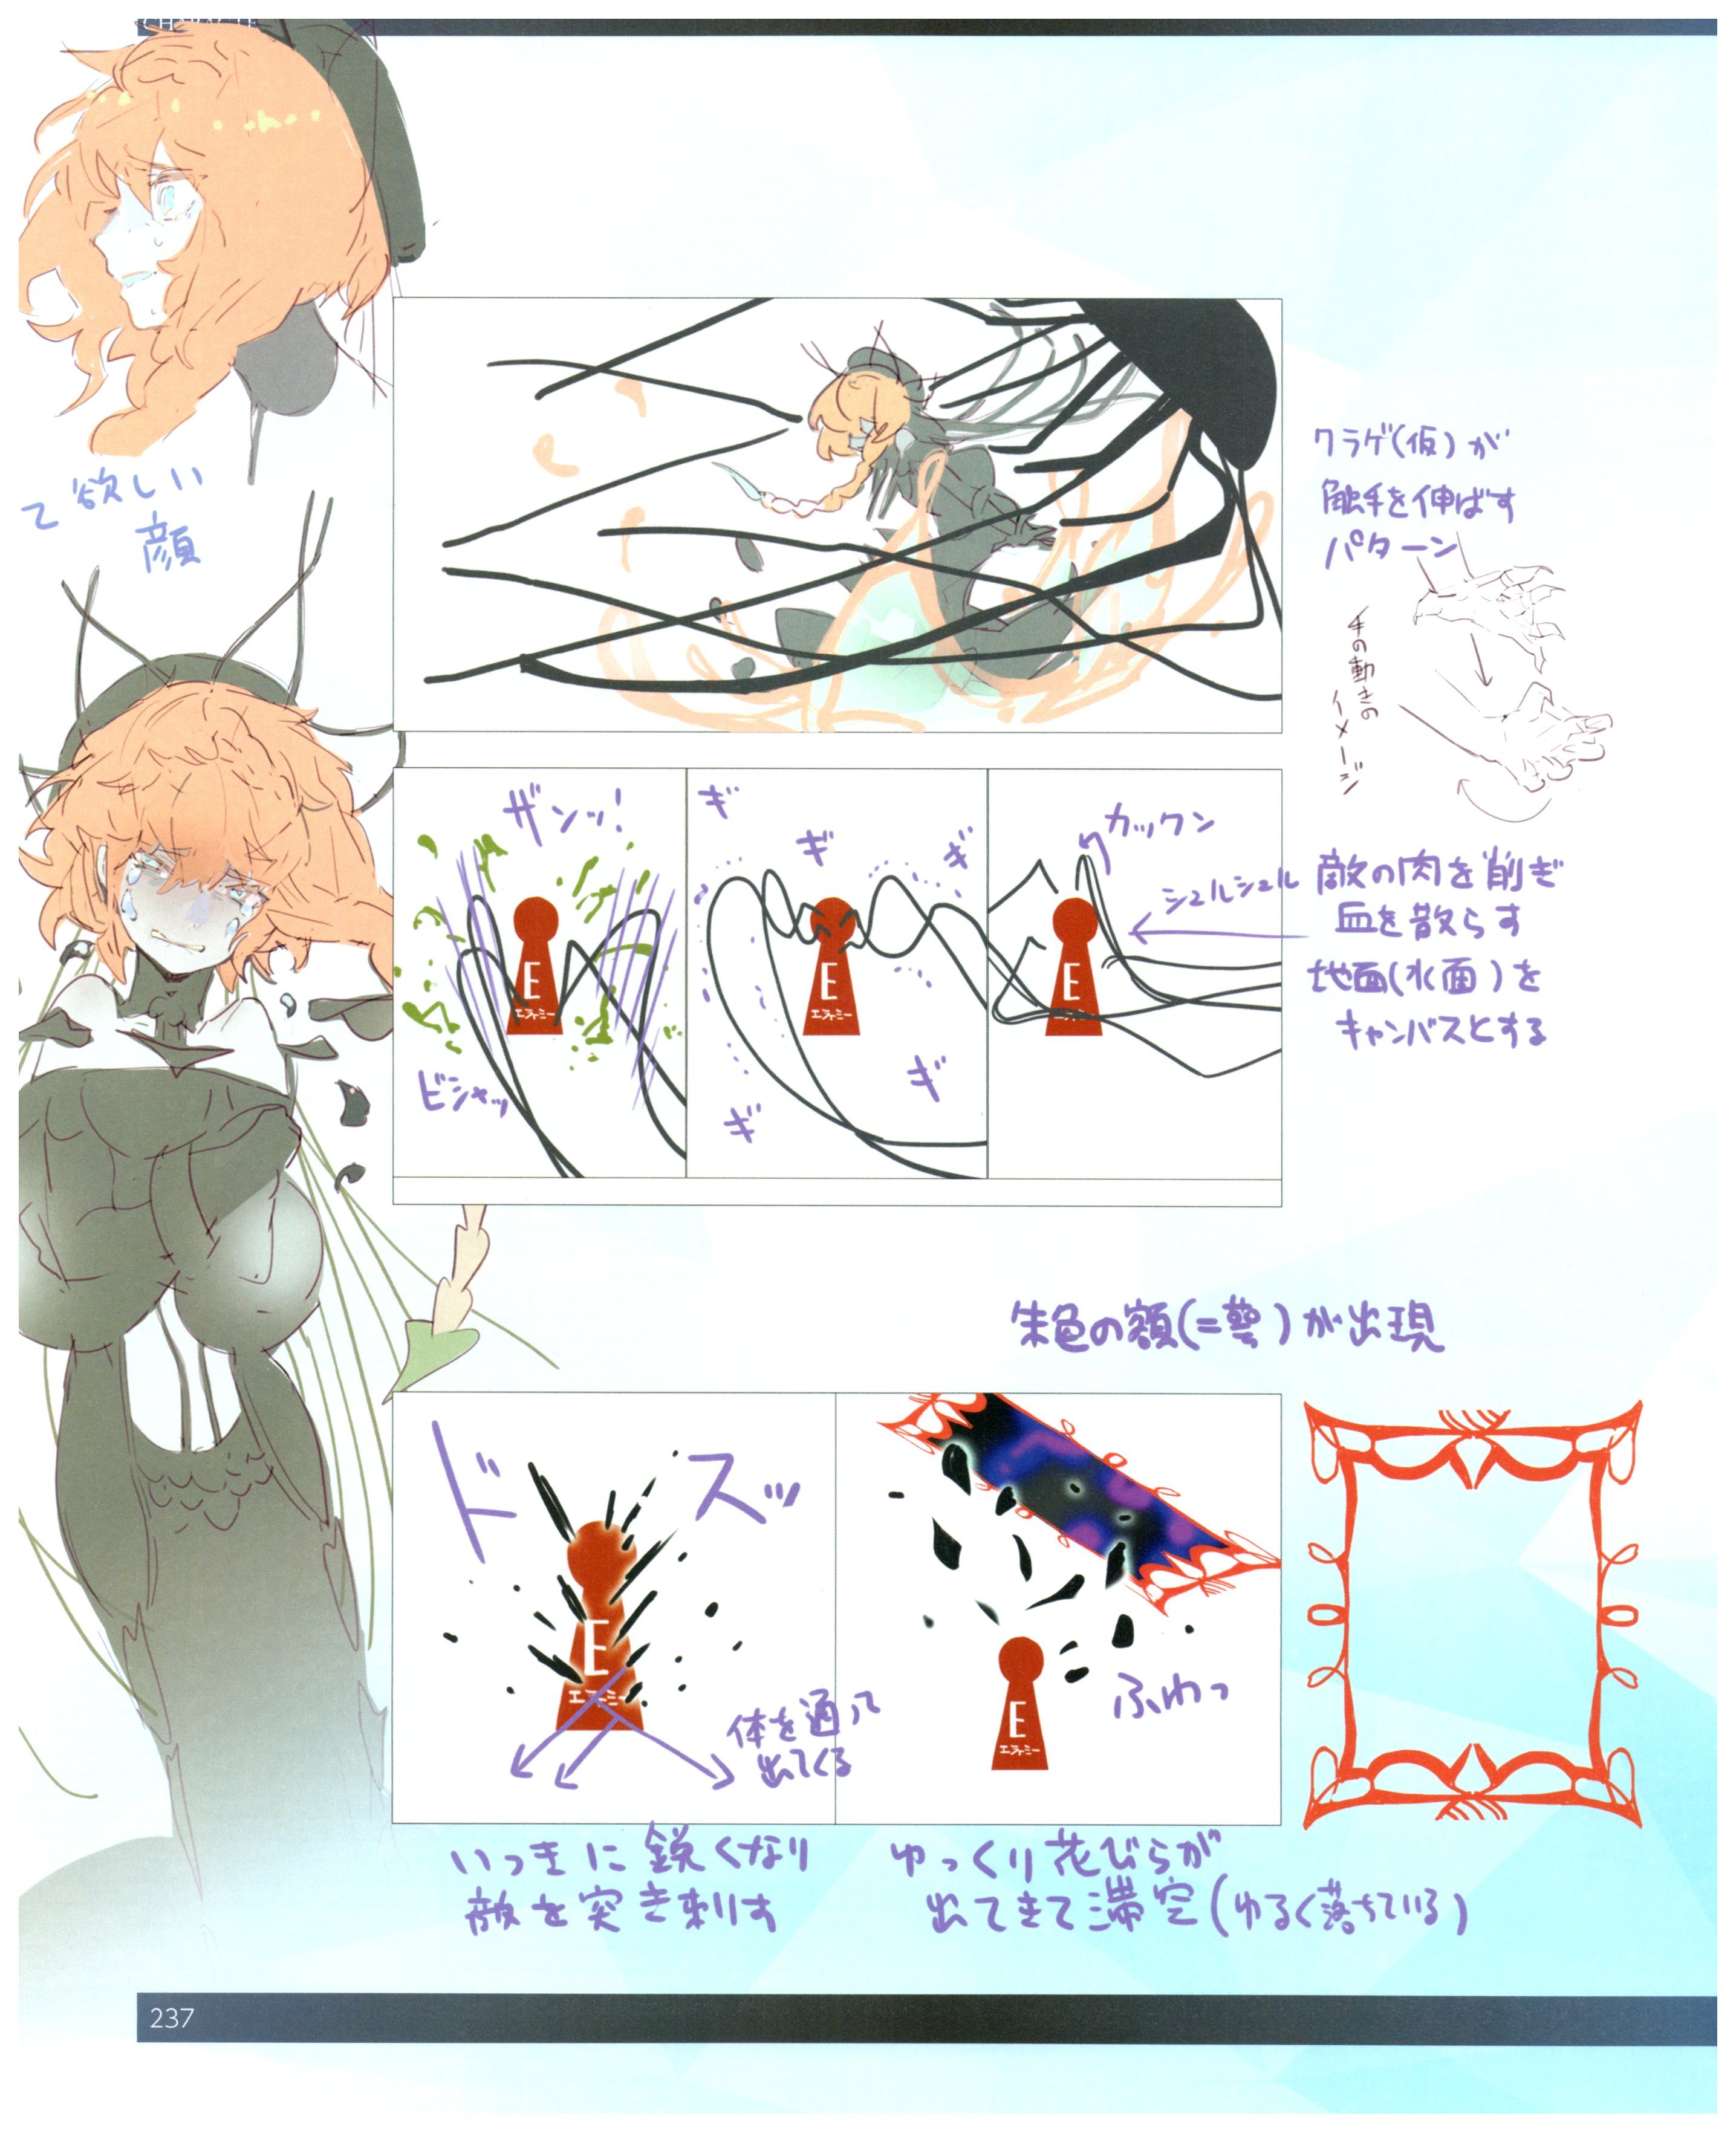 て欲しい
顔
クラゲ(仮)が
触手を伸ばす
パターン
手の動きの
イメージ
ザンッ!
ビシャッ
E
エネミー
ギ
ギ
ギ
ギ
ギ
E
エネミー
カックン
シュルシュル
E
敵の肉を削ぎ
血を散らす
地面(水面)を
キャンバスとする
朱色の額(=藝)が出現
ドスッ
E
エネミー
体を通って
出てくる
ふわっ
E
エネミー
いっきに鋭くなり
敵を突き刺す
ゆっくり花びらが
出てきて滞空(ゆるく落ちている)
237